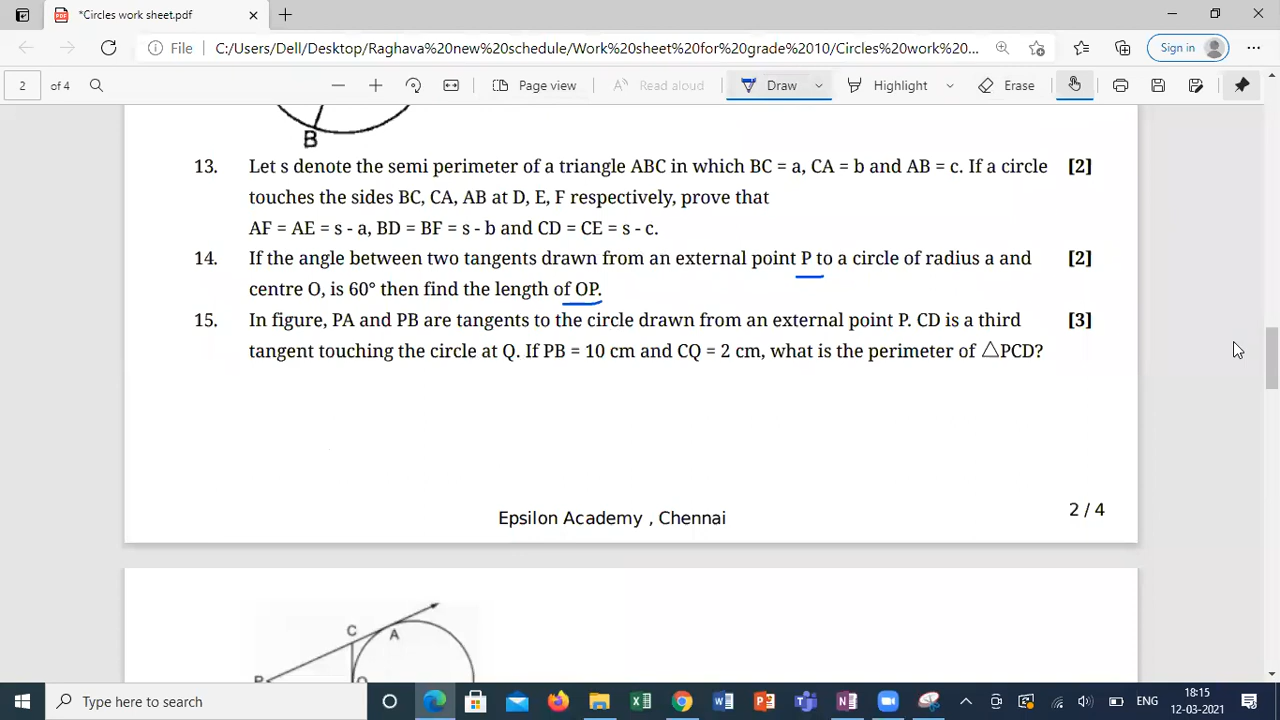 *Circles work sheet.pdf
File
C:/Users/Dell/Desktop/Raghava%20new%20schedule/Work%20sheet%20for%20grade%2010/Circles%20work%20...
Sign in
2 of 4
Page view
Read aloud
Draw
Highlight
Erase
B
13. Let s denote the semi perimeter of a triangle ABC in which BC = a, CA = b and AB = c. If a circle [2]
touches the sides BC, CA, AB at D, E, F respectively, prove that
AF = AE = s - a, BD = BF = s - b and CD = CE = s - c.
14. If the angle between two tangents drawn from an external point P to a circle of radius a and [2]
centre O, is 60° then find the length of OP.
15. In figure, PA and PB are tangents to the circle drawn from an external point P. CD is a third [3]
tangent touching the circle at Q. If PB = 10 cm and CQ = 2 cm, what is the perimeter of △PCD?
Epsilon Academy , Chennai
2 / 4
C
A
P
Q
Type here to search
ENG
18:15
12-03-2021